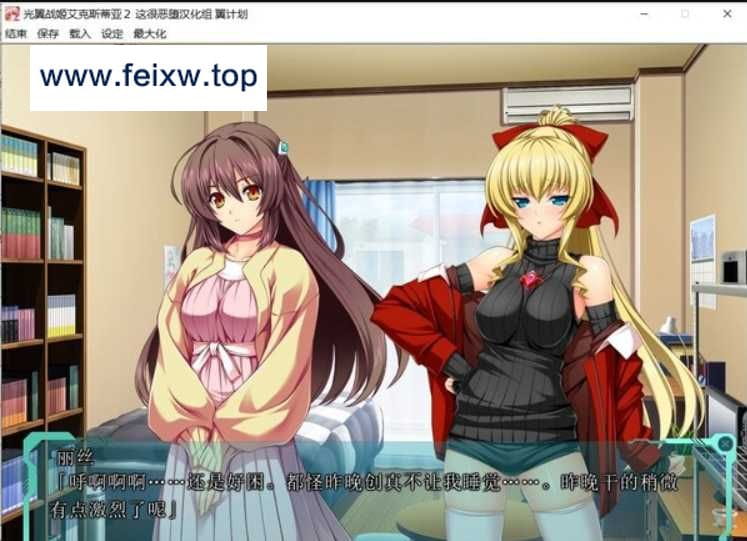 光翼战姬艾克斯蒂亚2 这很恶堕汉化组 翼计划
结束 保存 载入 设定 最大化
www.feixw.top
丽丝
「呼啊啊啊……还是好困。都怪昨晚创真不让我睡觉……。昨晚干的稍微
有点激烈了呢」